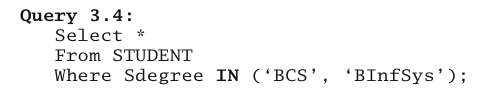 Query 3.4:
Select *
From STUDENT
Where Sdegree IN (‘BCS’, ‘BInfSys’);